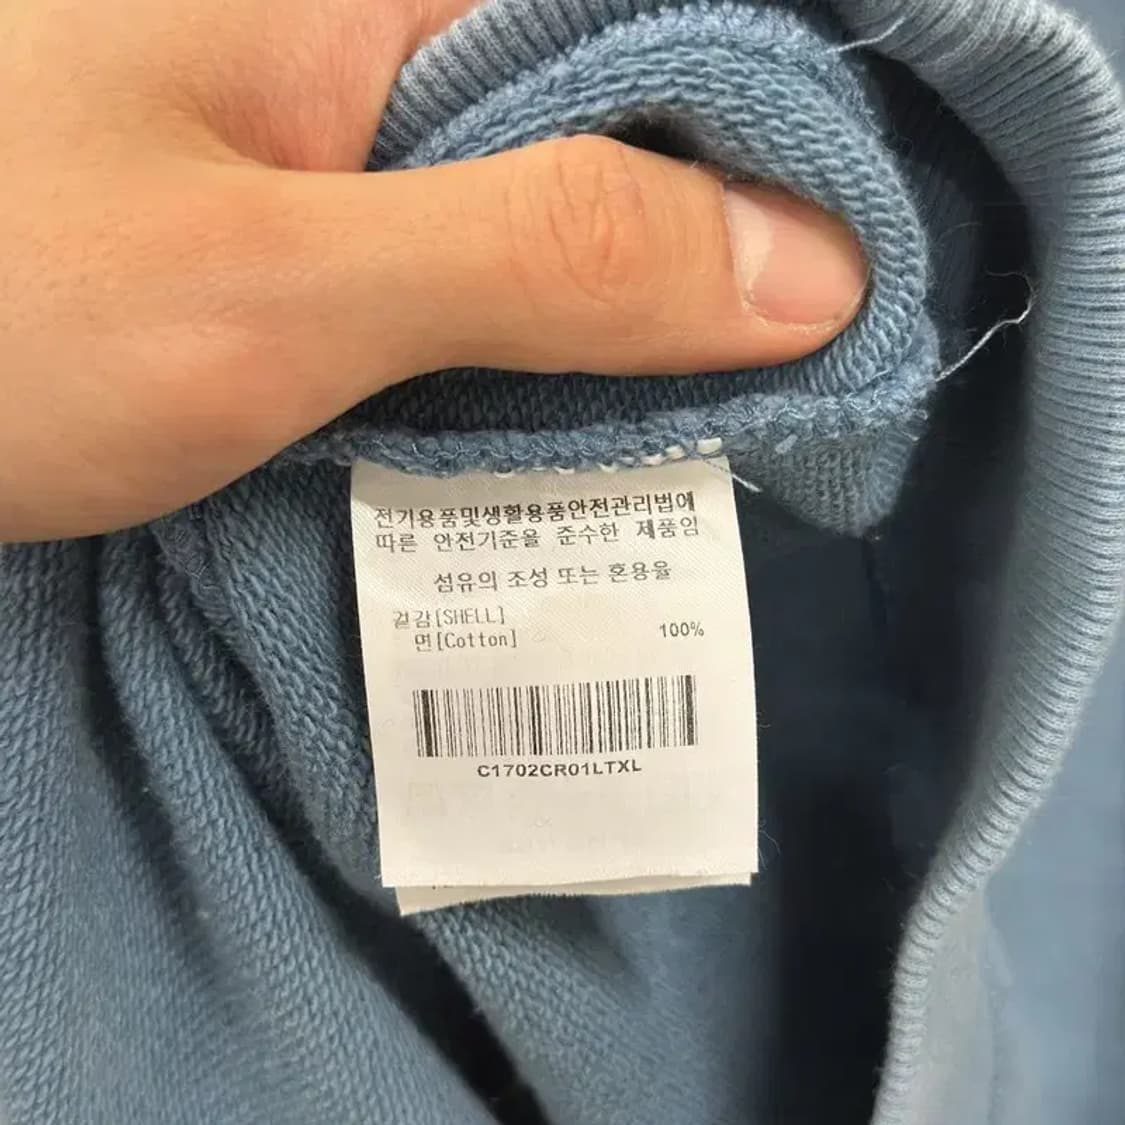 전기용품및생활용품안전관리법에
따른 안전기준을 준수한 제품임
섬유의 조성 또는 혼용율
겉감[SHELL]
면[Cotton] 100%
C1702CR01LTXL